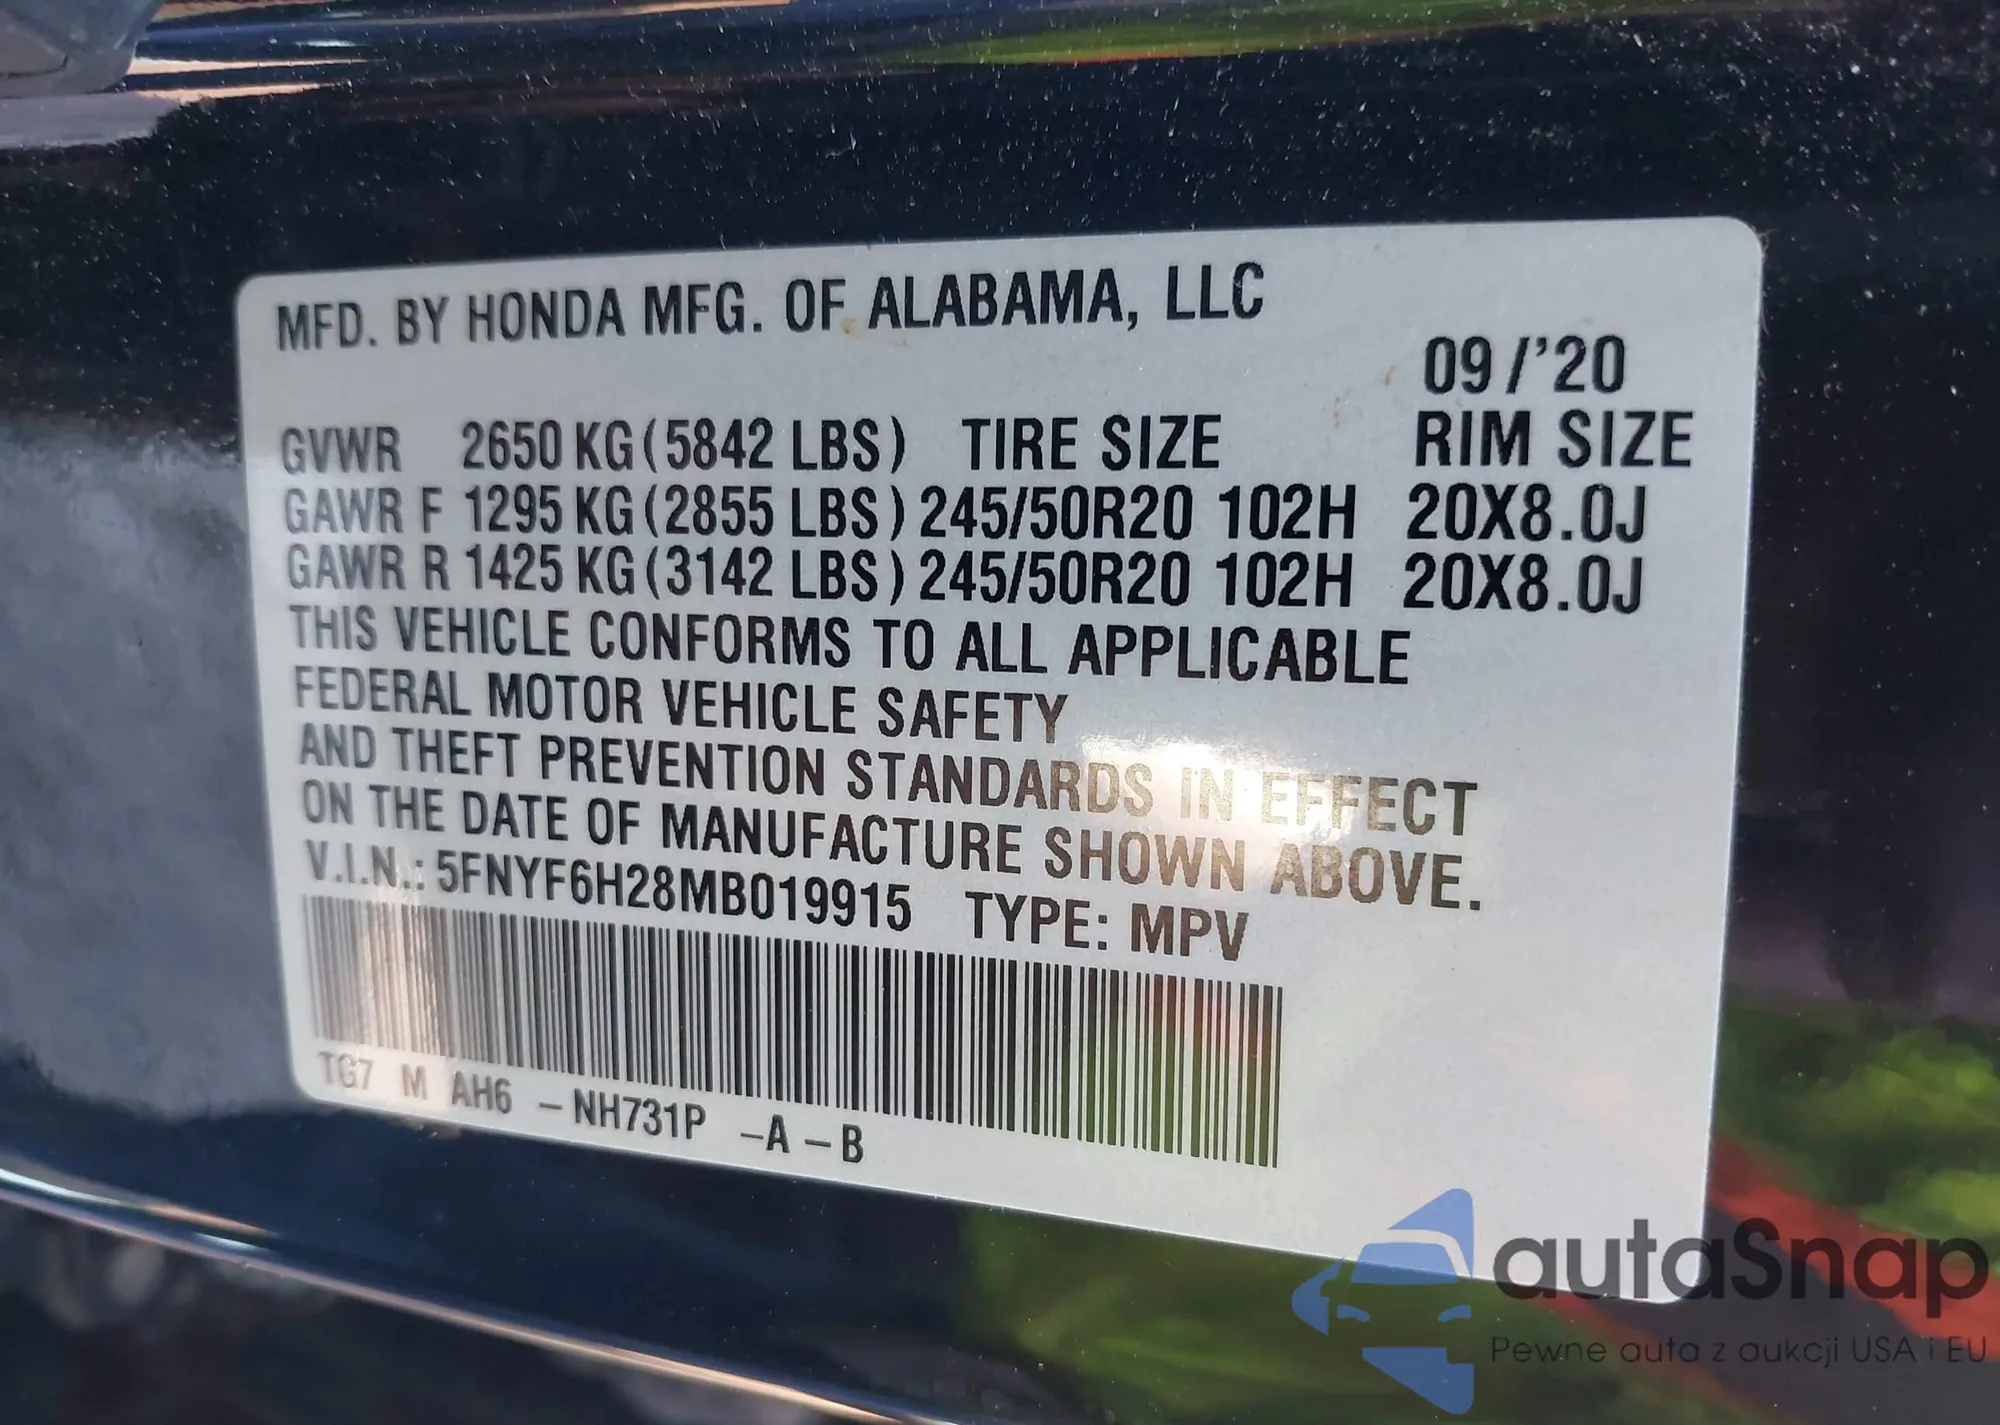 MFD. BY HONDA MFG. OF ALABAMA, LLC
09/'20
GVWR 2650 KG (5842 LBS) TIRE SIZE RIM SIZE
GAWR F 1295 KG (2855 LBS) 245/50R20 102H 20X8.0J
GAWR R 1425 KG (3142 LBS) 245/50R20 102H 20X8.0J
THIS VEHICLE CONFORMS TO ALL APPLICABLE
FEDERAL MOTOR VEHICLE SAFETY
AND THEFT PREVENTION STANDARDS IN EFFECT
ON THE DATE OF MANUFACTURE SHOWN ABOVE.
V.I.N.: 5FNYF6H28MB019915 TYPE: MPV
TG7 M AH6 -NH731P -A -B
autaSnap
Pewne auta z aukcji USA i EU